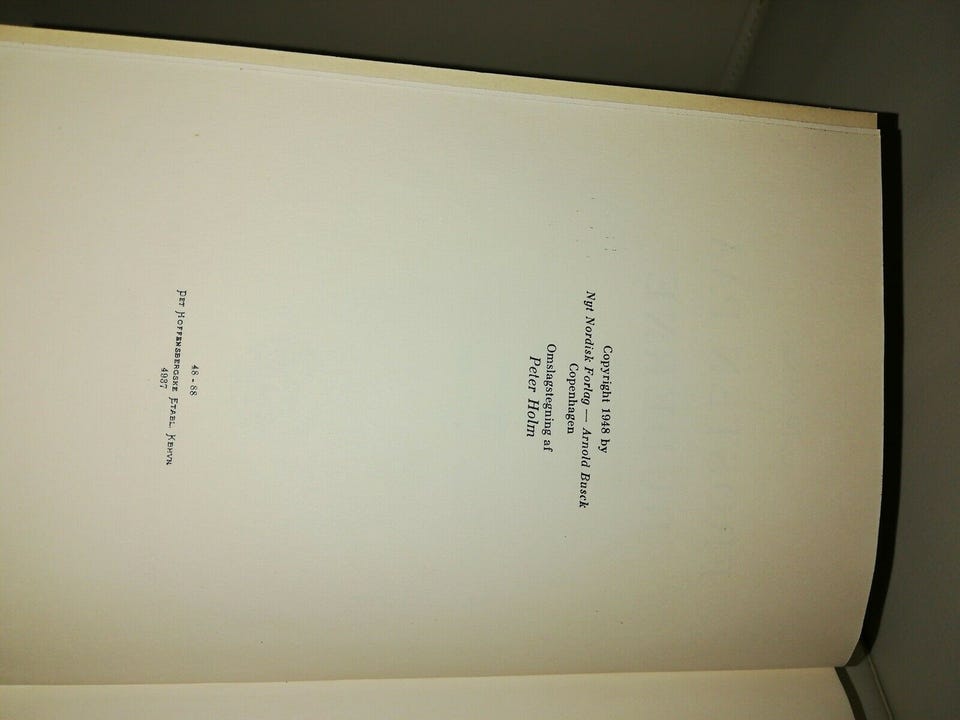 Copyright 1948 by
Nyt Nordisk Forlag — Arnold Busck
Copenhagen
Omslagstegning af
Peter Holm
48 - 88
DET HOFFENSBERGSKE ETABL. KBHVN
4937